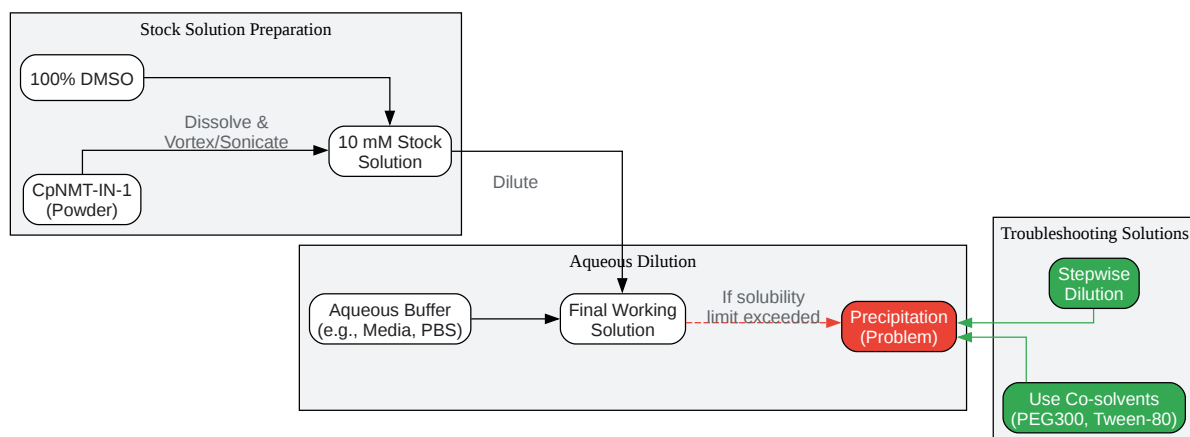 Stock Solution Preparation
100% DMSO
Dissolve &
Vortex/Sonicate
10 mM Stock
Solution
CpNMT-IN-1
(Powder)
Dilute
Aqueous Dilution
Aqueous Buffer
(e.g., Media, PBS)
Final Working
Solution
If solubility
limit exceeded
Precipitation
(Problem)
Troubleshooting Solutions
Stepwise
Dilution
Use Co-solvents
(PEG300, Tween-80)